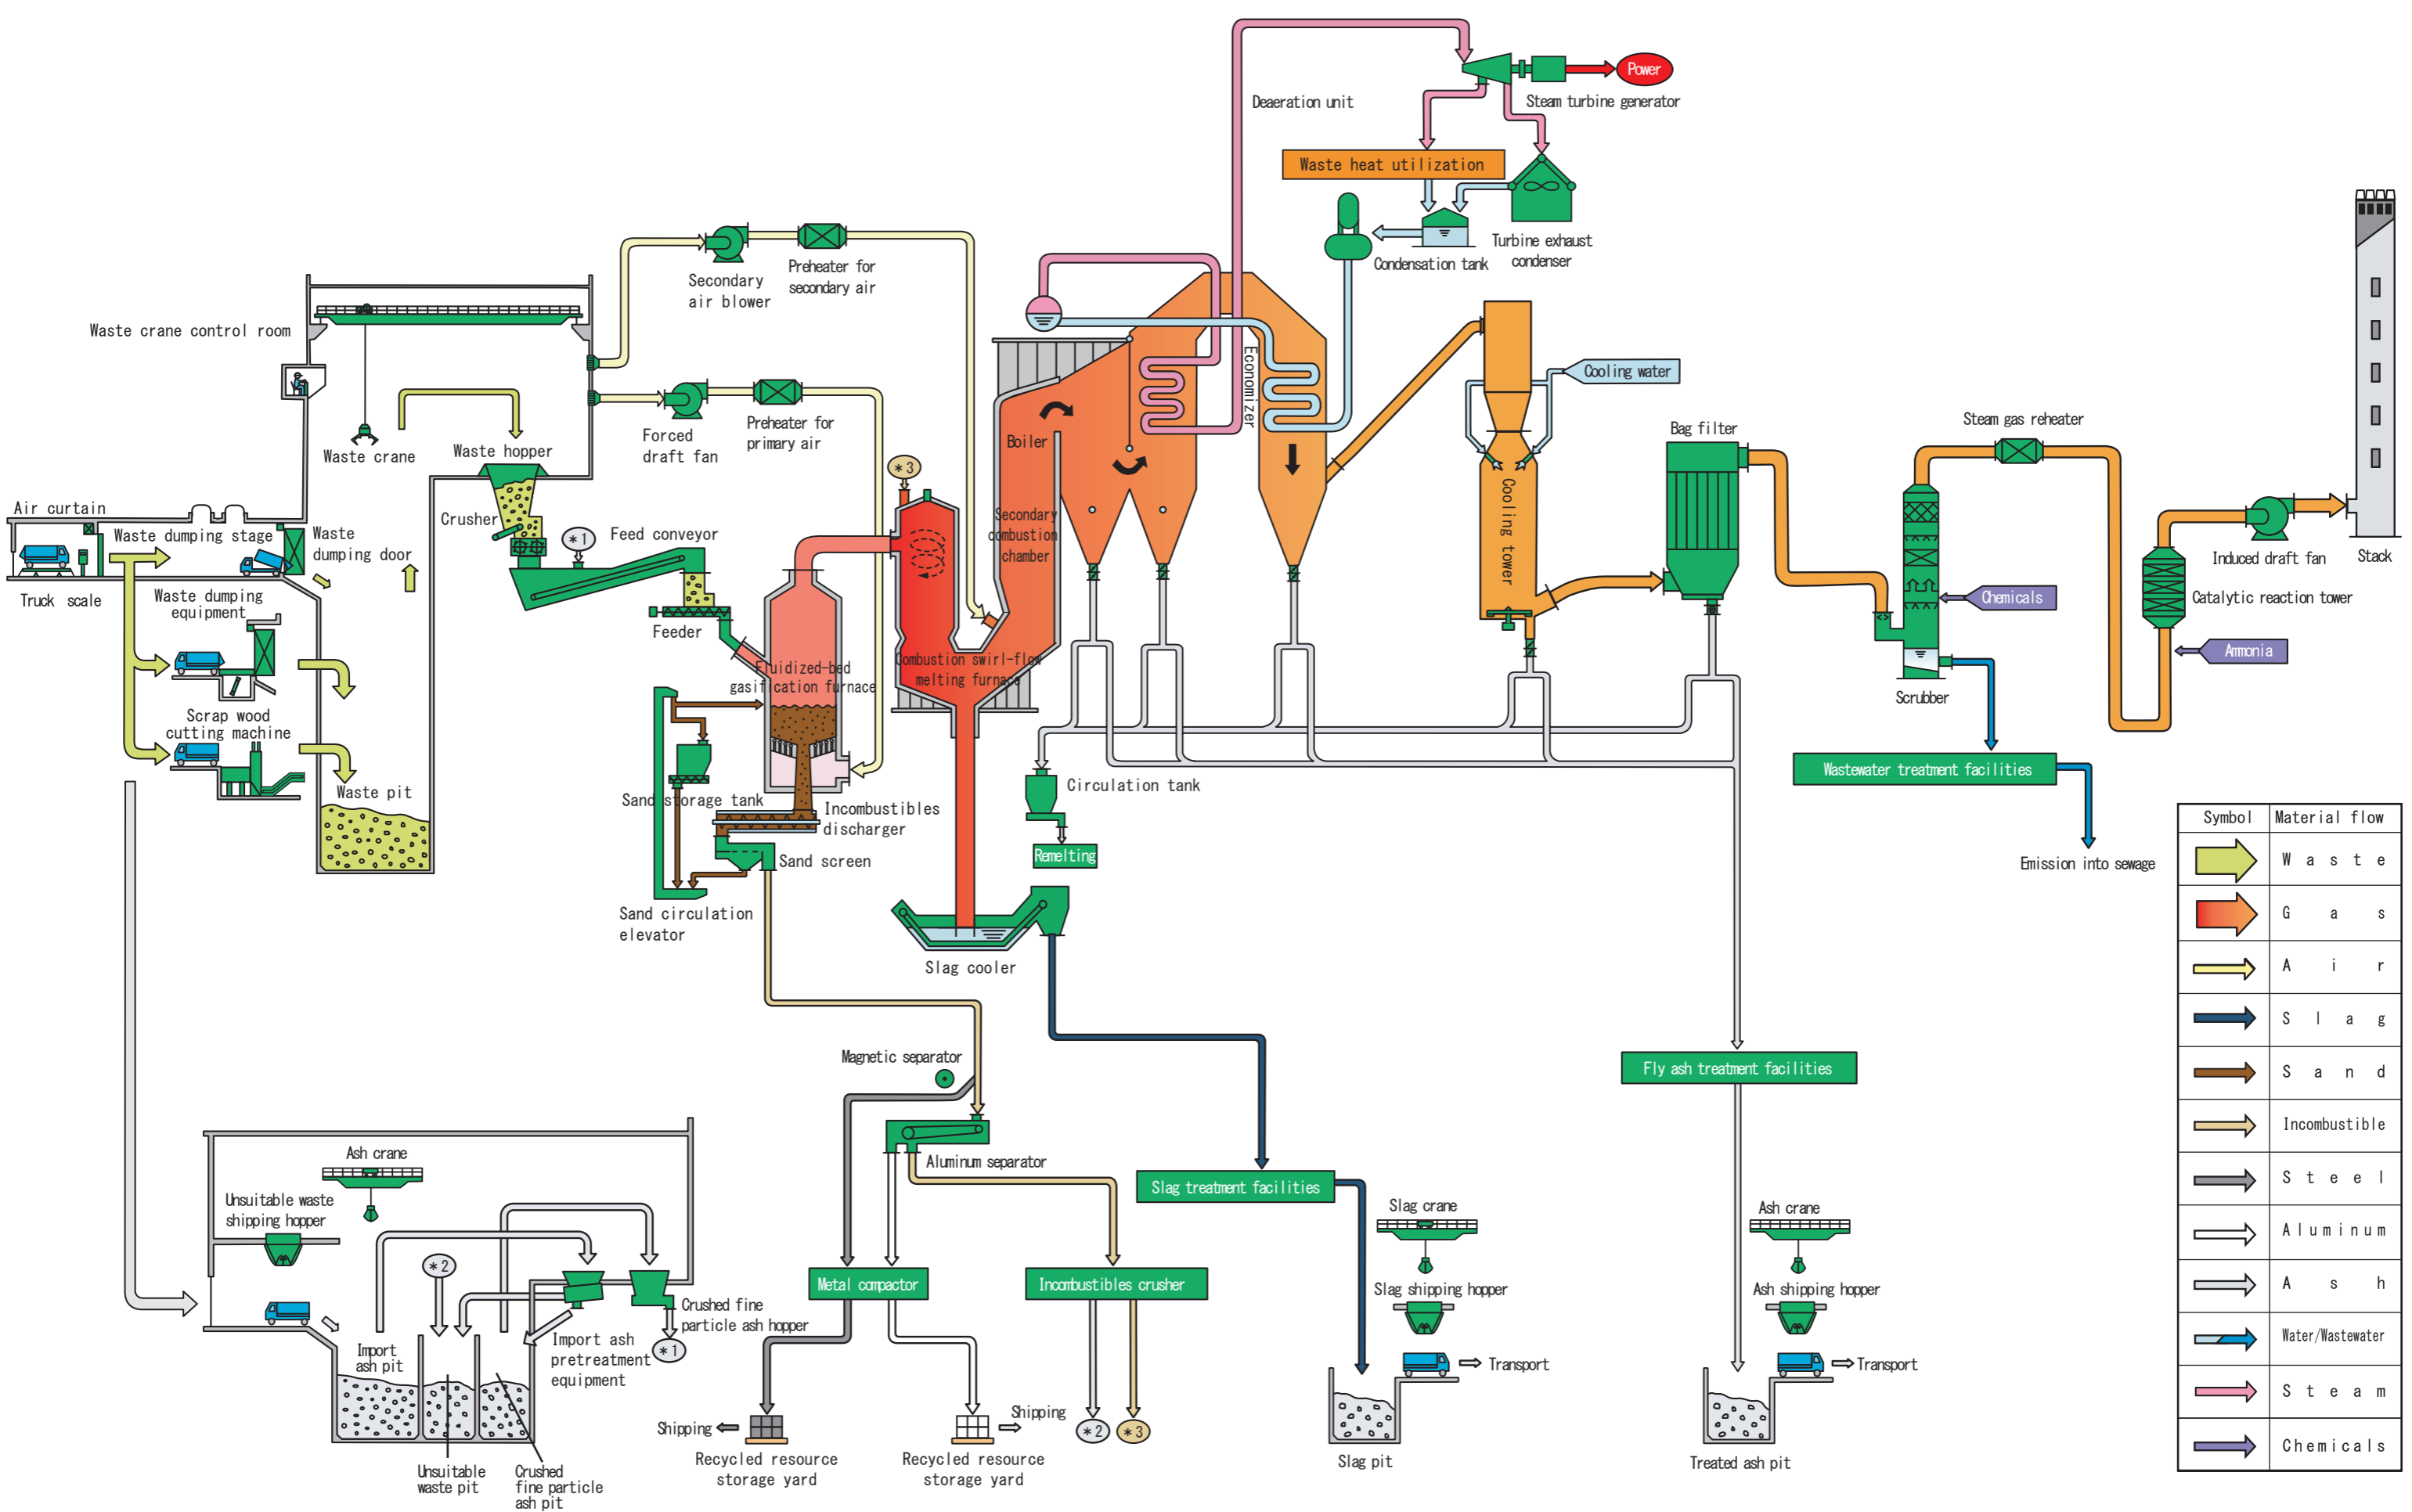 Power
Deaeration unit
Steam turbine generator
Waste heat utilization
Turbine exhaust
condenser
Condensation tank
Secondary
air blower
Preheater for
secondary air
Waste crane control room
Economizer
Cooling water
Forced
draft fan
Preheater for
primary air
Boiler
Bag filter
Steam gas reheater
Waste crane
Waste hopper
*3
Air curtain
Crusher
Waste dumping stage
Waste
dumping door
*1
Feed conveyor
Secondary
combustion
chamber
Cooling tower
Induced draft fan
Stack
Truck scale
Waste dumping
equipment
Feeder
Chemicals
Catalytic reaction tower
Ammonia
Fluidized-bed
gasification furnace
Combustion swirl-flow
melting furnace
Scrubber
Scrap wood
cutting machine
Waste pit
Sand storage tank
Incombustibles
discharger
Circulation tank
Wastewater treatment facilities
Sand screen
Remelting
Emission into sewage
Sand circulation
elevator
Slag cooler
Symbol
Material flow
Waste
Gas
Air
Slag
Sand
Incombustible
Steel
Aluminum
Ash
Water/Wastewater
Steam
Chemicals
Magnetic separator
Fly ash treatment facilities
Ash crane
Aluminum separator
Slag treatment facilities
Unsuitable waste
shipping hopper
Slag crane
Ash crane
*2
Metal compactor
Incombustibles crusher
Slag shipping hopper
Ash shipping hopper
Crushed fine
particle ash hopper
Import
ash pit
Import ash
pretreatment
equipment
*1
Transport
Transport
Shipping
Shipping
*2
*3
Recycled resource
storage yard
Recycled resource
storage yard
Slag pit
Treated ash pit
Unsuitable
waste pit
Crushed
fine particle
ash pit